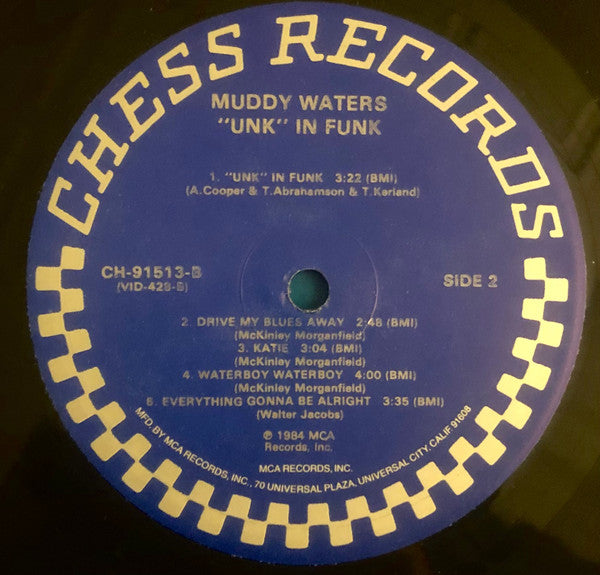 CHESS RECORDS
MUDDY WATERS
"UNK" IN FUNK
1. "UNK" IN FUNK 3:22 (BMI)
(A. Cooper & T. Abrahamson & T. Kerland)
CH-91513-B
(VID-428-B)
SIDE 2
2. DRIVE MY BLUES AWAY 2:48 (BMI)
(McKinley Morganfield)
3. KATIE 3:04 (BMI)
(McKinley Morganfield)
4. WATERBOY WATERBOY 4:00 (BMI)
(McKinley Morganfield)
5. EVERYTHING GONNA BE ALRIGHT 3:35 (BMI)
(Walter Jacobs)
℗ 1984 MCA
Records, Inc.
MCA RECORDS, INC.
MFD. BY MCA RECORDS, INC., 70 UNIVERSAL PLAZA, UNIVERSAL CITY, CALIF. 91608